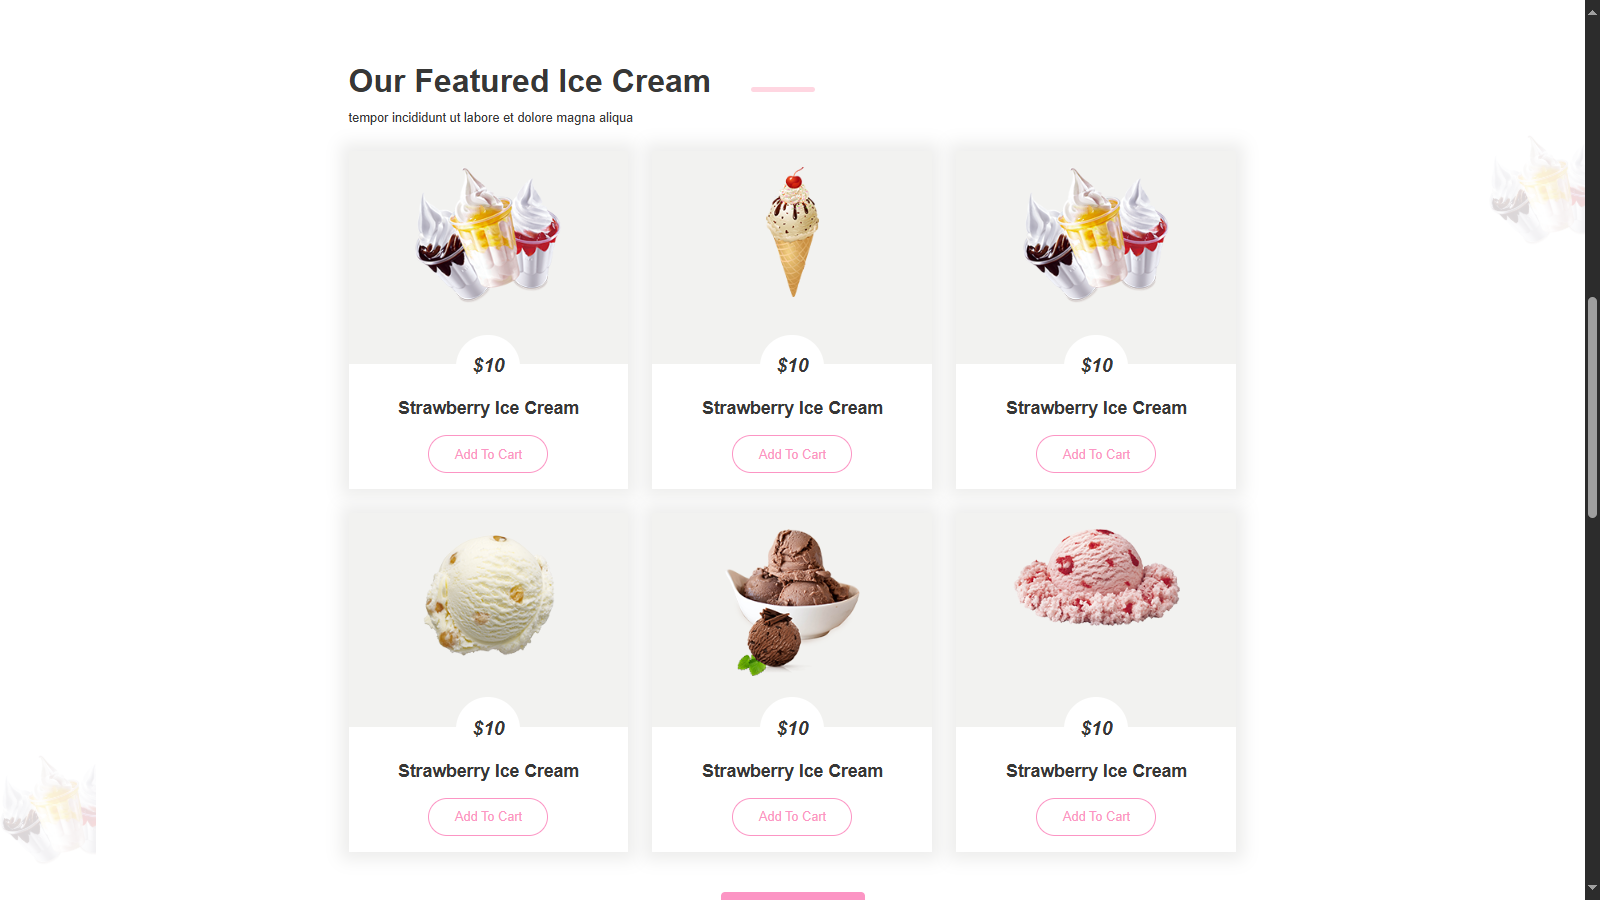 Our Featured Ice Cream
tempor incididunt ut labore et dolore magna aliqua
$10
Strawberry Ice Cream
Add To Cart
$10
Strawberry Ice Cream
Add To Cart
$10
Strawberry Ice Cream
Add To Cart
$10
Strawberry Ice Cream
Add To Cart
$10
Strawberry Ice Cream
Add To Cart
$10
Strawberry Ice Cream
Add To Cart